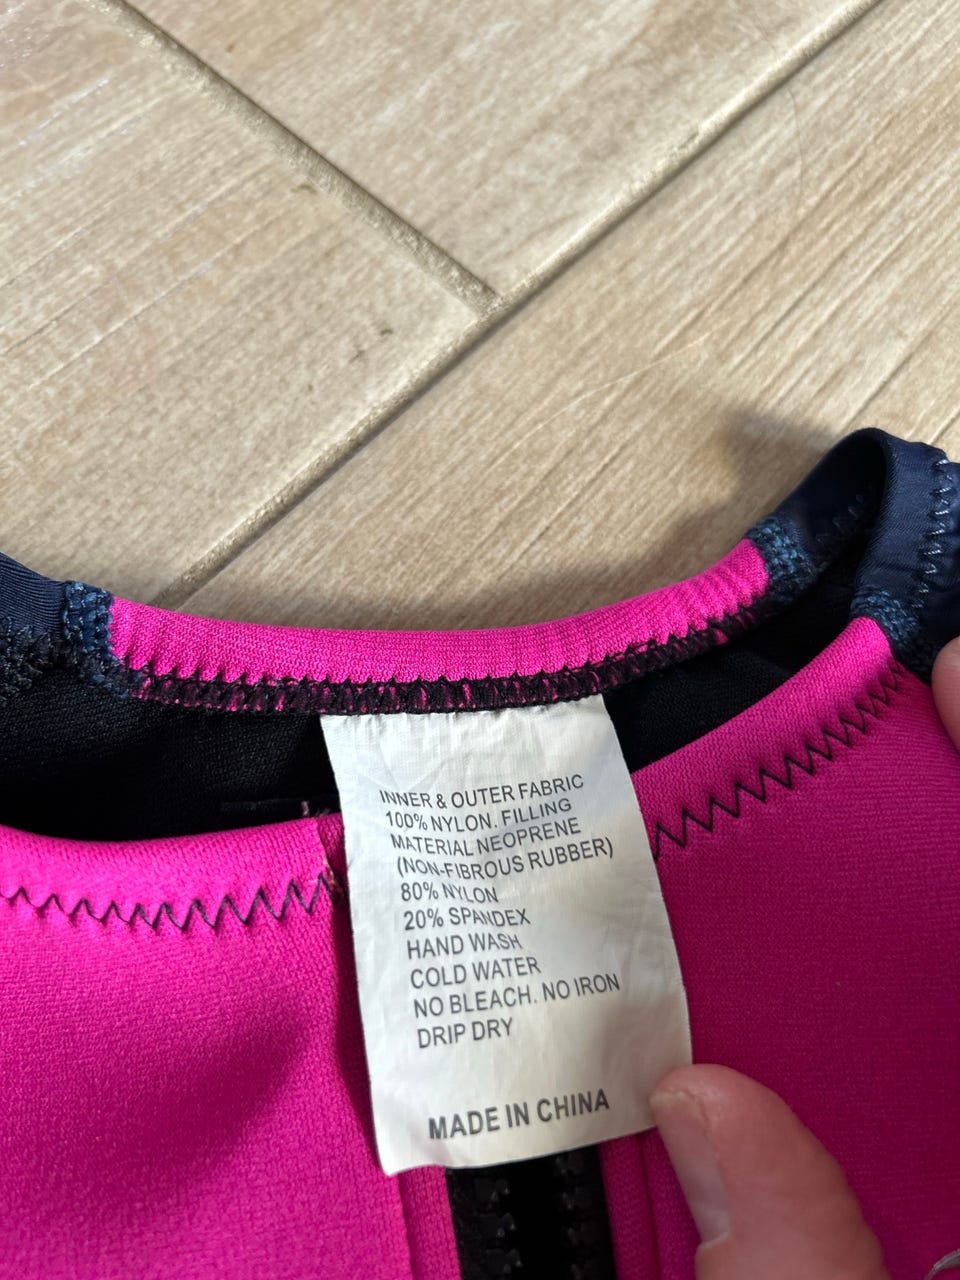 INNER & OUTER FABRIC
100% NYLON. FILLING
MATERIAL NEOPRENE
(NON-FIBROUS RUBBER)
80% NYLON
20% SPANDEX
HAND WASH
COLD WATER
NO BLEACH. NO IRON
DRIP DRY
MADE IN CHINA